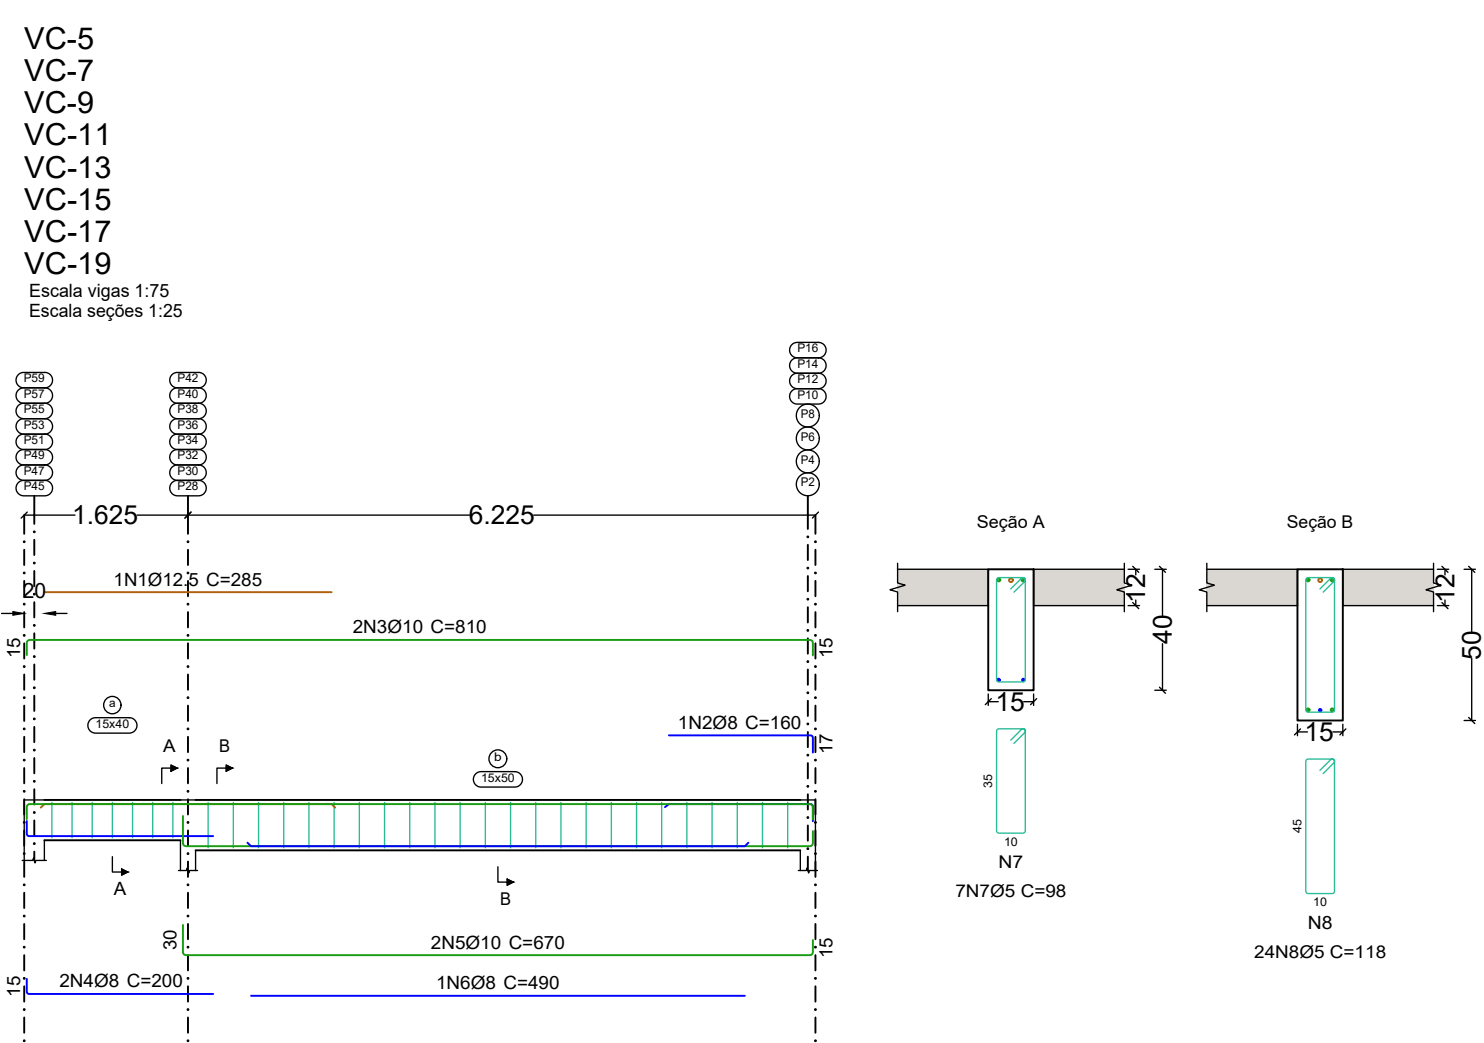 VC-5
VC-7
VC-9
VC-11
VC-13
VC-15
VC-17
VC-19
Escala vigas 1:75
Escala seções 1:25
P59
P57
P55
P53
P51
P49
P47
P45
P42
P40
P38
P36
P34
P32
P30
P28
P16
P14
P12
P10
P8
P6
P4
P2
1.625
6.225
1N1Ø12.5 C=285
20
2N3Ø10 C=810
15
15
a
15x40
1N2Ø8 C=160
17
A
B
b
15x50
A
B
30
2N5Ø10 C=670
15
15
2N4Ø8 C=200
1N6Ø8 C=490
Seção A
12
40
15
35
10
N7
7N7Ø5 C=98
Seção B
12
50
15
45
10
N8
24N8Ø5 C=118